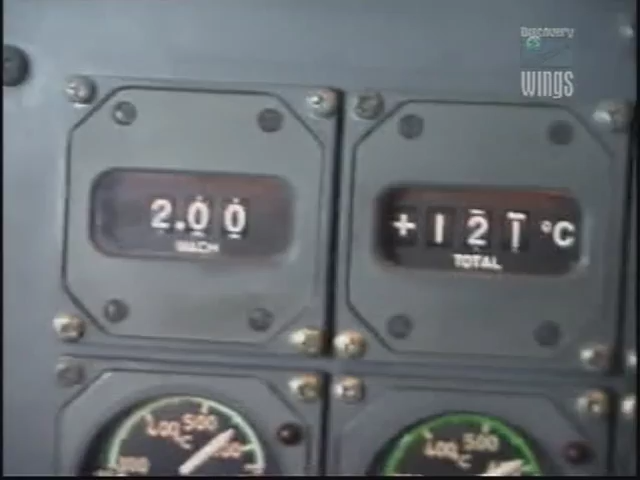 Discovery
WINGS
2.00
MACH
+121 °C
TOTAL
500
400
°C
500
400
°C